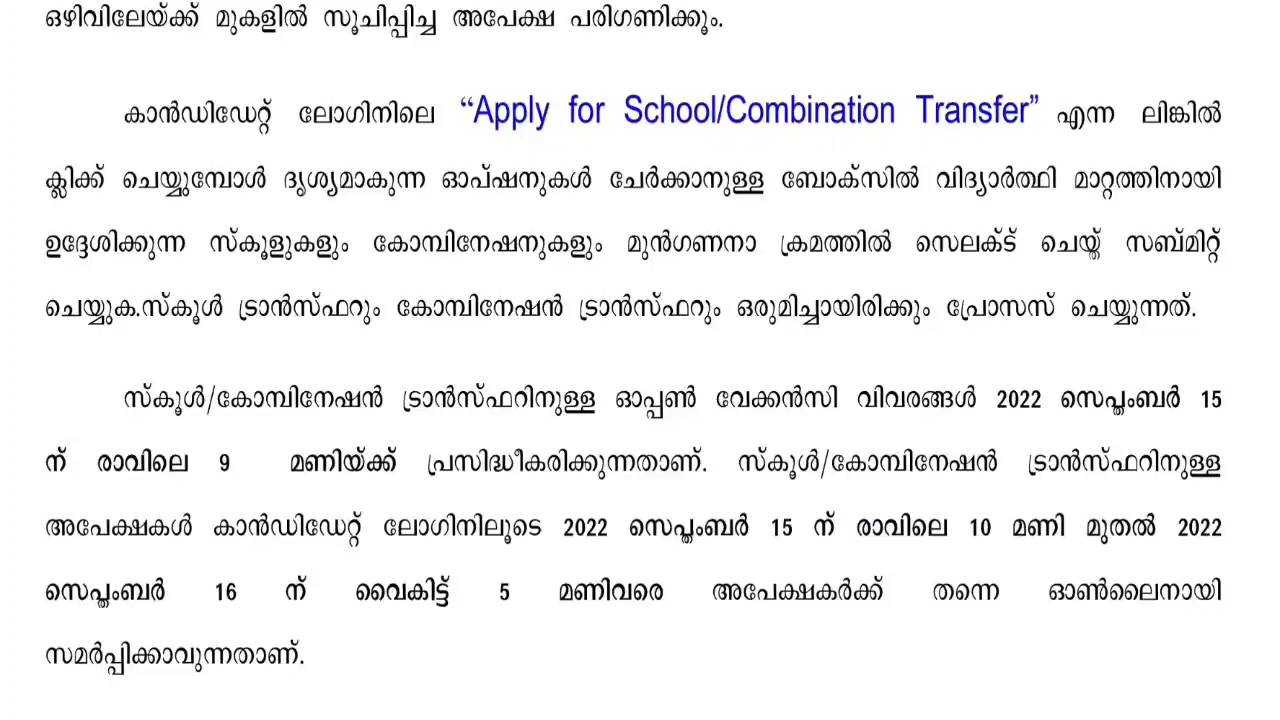 ഒഴിവിലേയ്ക്ക് മുകളിൽ സൂചിപ്പിച്ച അപേക്ഷ പരിഗണിക്കും.
കാൻഡിഡേറ്റ് ലോഗിനിലെ “Apply for School/Combination Transfer” എന്ന ലിങ്കിൽ
ക്ലിക്ക് ചെയ്യുമ്പോൾ ദൃശ്യമാകുന്ന ഓപ്ഷനുകൾ ചേർക്കാനുള്ള ബോക്സിൽ വിദ്യാർത്ഥി മാറ്റത്തിനായി
ഉദ്ദേശിക്കുന്ന സ്കൂളുകളും കോമ്പിനേഷനുകളും മുൻഗണനാ ക്രമത്തിൽ സെലക്ട് ചെയ്ത് സബ്മിറ്റ്
ചെയ്യുക.സ്കൂൾ ട്രാൻസ്ഫറും കോമ്പിനേഷൻ ട്രാൻസ്ഫറും ഒരുമിച്ചായിരിക്കും പ്രോസസ് ചെയ്യുന്നത്.
സ്കൂൾ/കോമ്പിനേഷൻ ട്രാൻസ്ഫറിനുള്ള ഓപ്പൺ വേക്കൻസി വിവരങ്ങൾ 2022 സെപ്തംബർ 15
ന് രാവിലെ 9 മണിയ്ക്ക് പ്രസിദ്ധീകരിക്കുന്നതാണ്. സ്കൂൾ/കോമ്പിനേഷൻ ട്രാൻസ്ഫറിനുള്ള
അപേക്ഷകൾ കാൻഡിഡേറ്റ് ലോഗിനിലൂടെ 2022 സെപ്തംബർ 15 ന് രാവിലെ 10 മണി മുതൽ 2022
സെപ്തംബർ 16 ന് വൈകിട്ട് 5 മണിവരെ അപേക്ഷകർക്ക് തന്നെ ഓൺലൈനായി
സമർപ്പിക്കാവുന്നതാണ്.